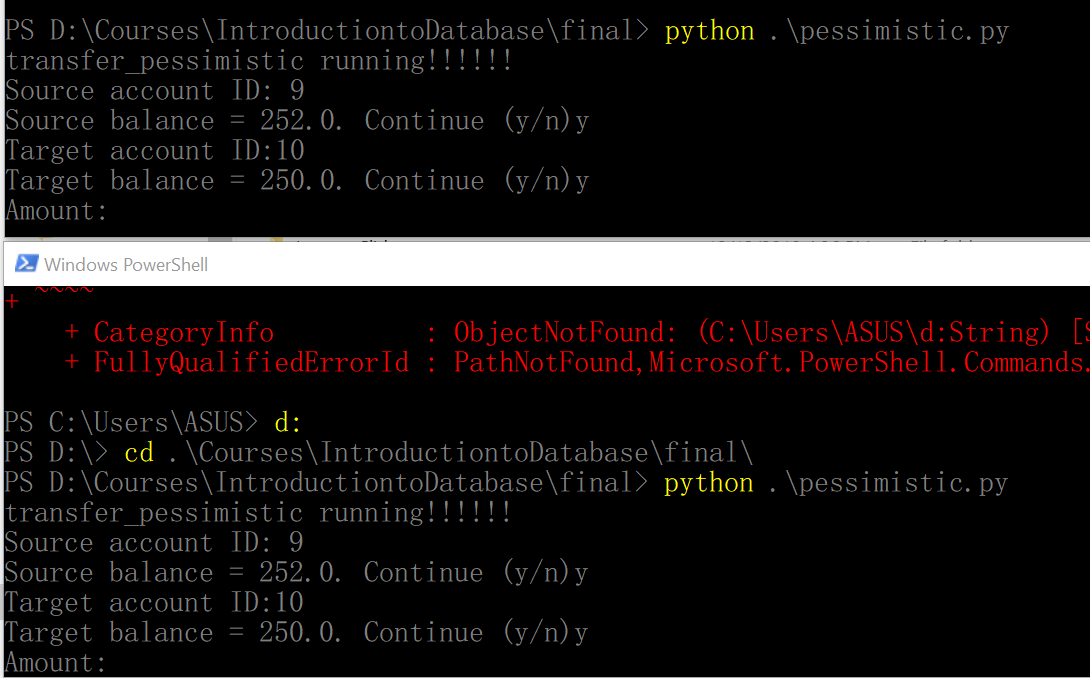 PS D:\Courses\IntroductiontoDatabase\final> python .\pessimistic.py
transfer_pessimistic running!!!!!!
Source account ID: 9
Source balance = 252.0. Continue (y/n)y
Target account ID:10
Target balance = 250.0. Continue (y/n)y
Amount:
Windows PowerShell
+ ~~~~
+ CategoryInfo : ObjectNotFound: (C:\Users\ASUS\d:String) [
+ FullyQualifiedErrorId : PathNotFound,Microsoft.PowerShell.Commands.
PS C:\Users\ASUS> d:
PS D:\> cd .\Courses\IntroductiontoDatabase\final\
PS D:\Courses\IntroductiontoDatabase\final> python .\pessimistic.py
transfer_pessimistic running!!!!!!
Source account ID: 9
Source balance = 252.0. Continue (y/n)y
Target account ID:10
Target balance = 250.0. Continue (y/n)y
Amount: